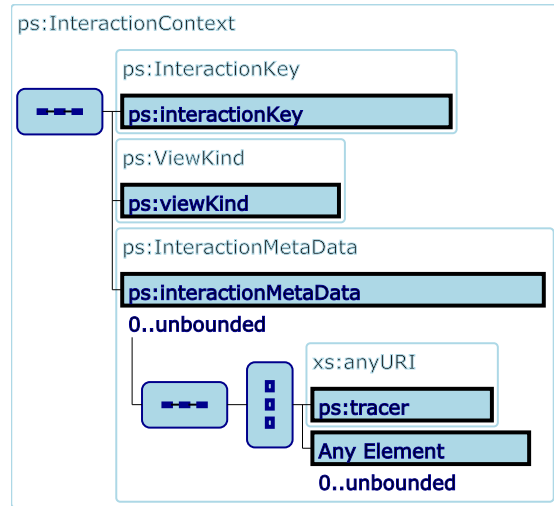 ps:InteractionContext
ps:InteractionKey
ps:interactionKey
ps:ViewKind
ps:viewKind
ps:InteractionMetaData
ps:interactionMetaData
0..unbounded
xs:anyURI
ps:tracer
Any Element
0..unbounded